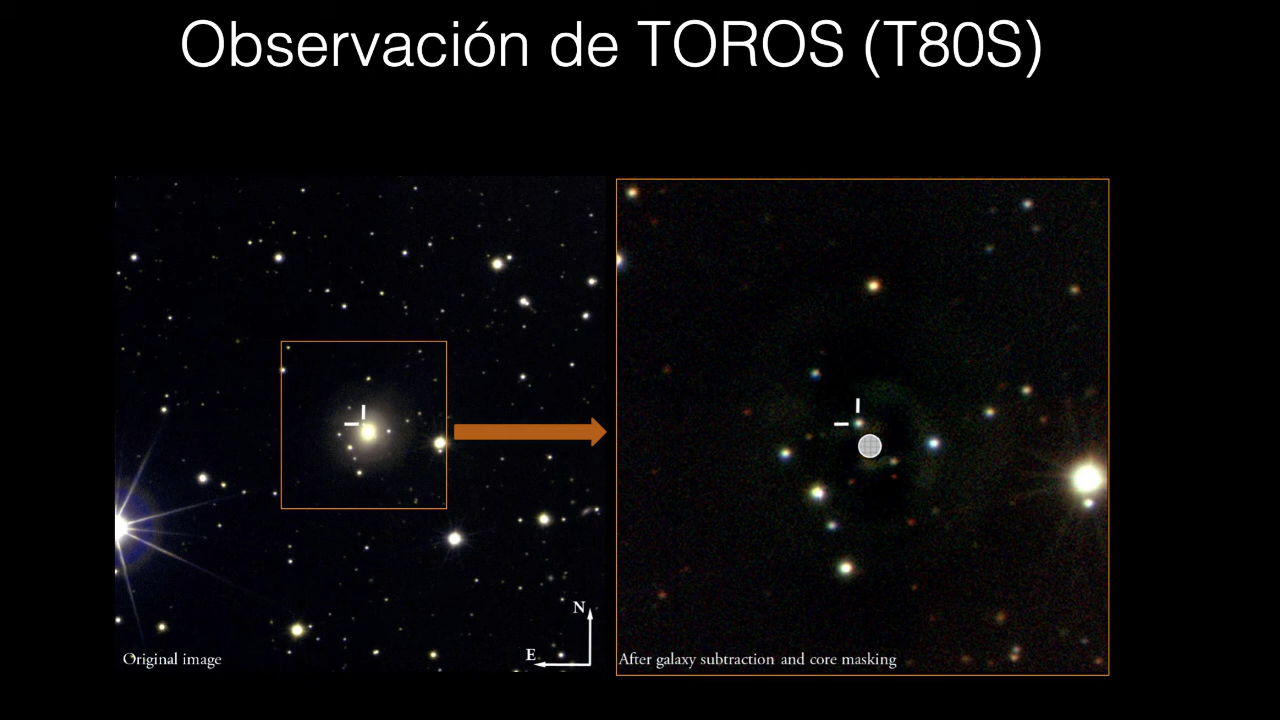 Observación de TOROS (T80S)
N
E
Original image
After galaxy subtraction and core masking